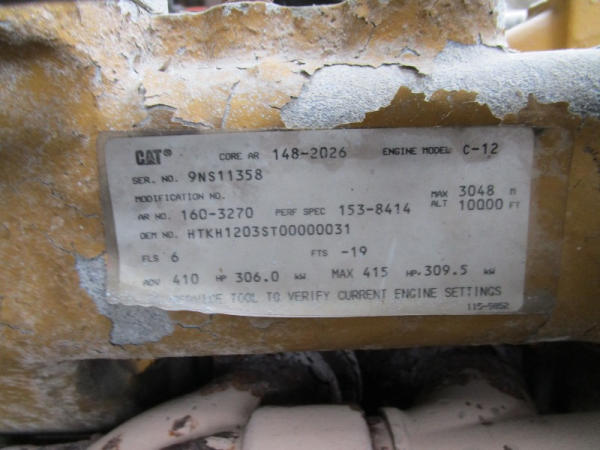 CAT® CORE AR 148-2026 ENGINE MODEL C-12
SER. NO. 9NS11358
MODIFICATION NO.
AR NO. 160-3270 PERF SPEC 153-8414 MAX ALT 3048 M 10000 FT
OEM NO. HTKH1203ST00000031
FLS 6 FTS -19
ADV 410 HP 306.0 kW MAX 415 HP 309.5 kW
SERVICE TOOL TO VERIFY CURRENT ENGINE SETTINGS
115-5852